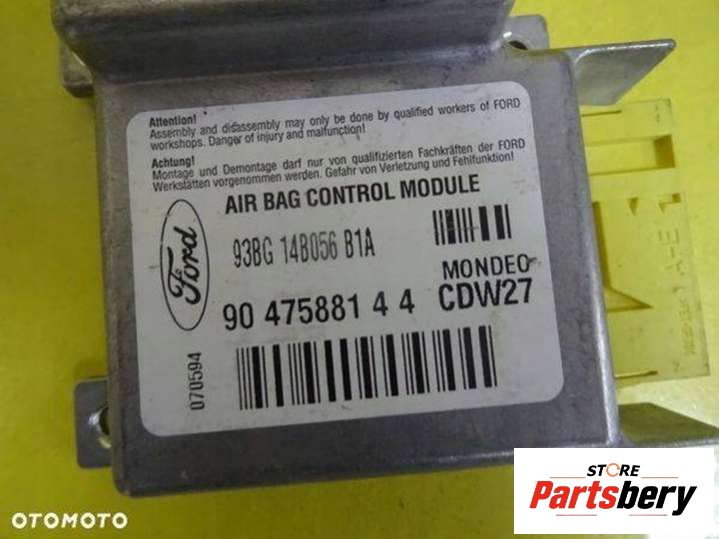 Attention!
Assembly and disassembly may only be done by qualified workers of FORD
workshops. Danger of injury and malfunction!
Achtung!
Montage und Demontage darf nur von qualifizierten Fachkräften der FORD
Werkstätten vorgenommen werden. Gefahr von Verletzung und Fehlfunktion!
AIR BAG CONTROL MODULE
Ford
93BG 14B056 B1A
MONDEO
90 4758814 4 CDW27
070594
STORE
Partsbery
OTOMOTO